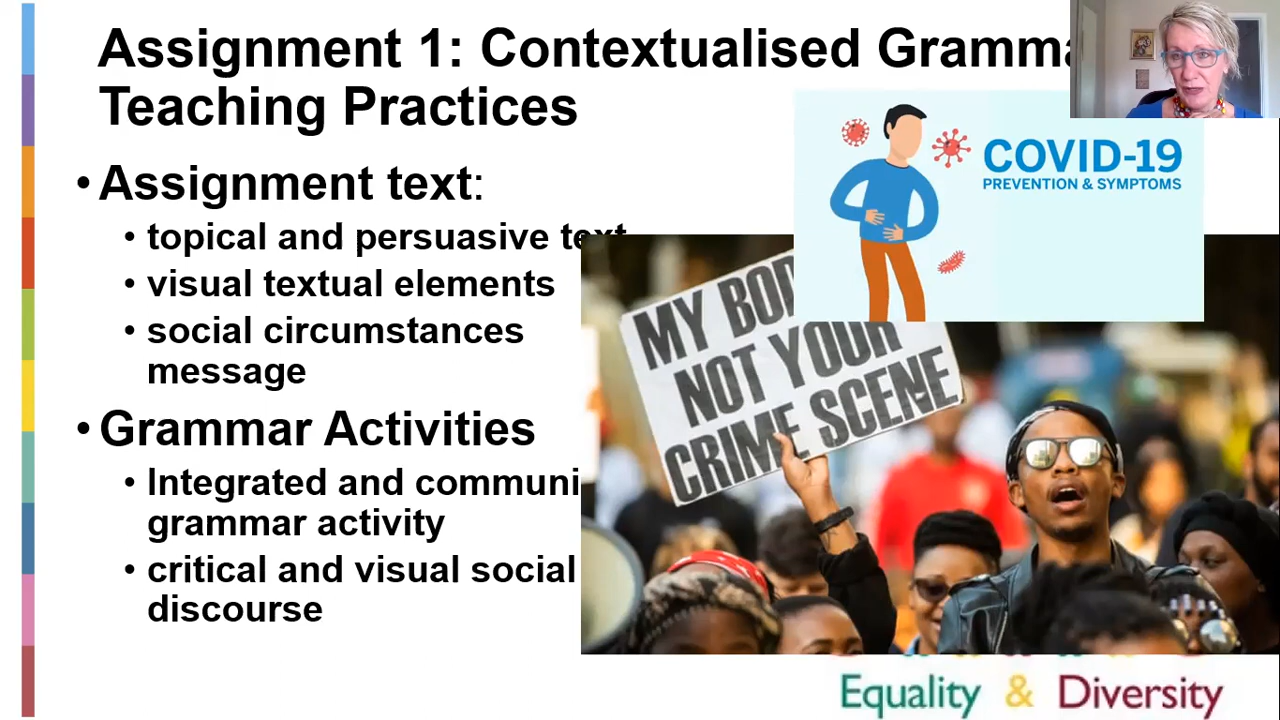 Assignment 1: Contextualised Gramma
Teaching Practices
• Assignment text:
• topical and persuasive text
• visual textual elements
• social circumstances
message
• Grammar Activities
• Integrated and communi
grammar activity
• critical and visual social
discourse
COVID-19
PREVENTION & SYMPTOMS
MY BOD
NOT YOUR
CRIME SCENE
Equality & Diversity